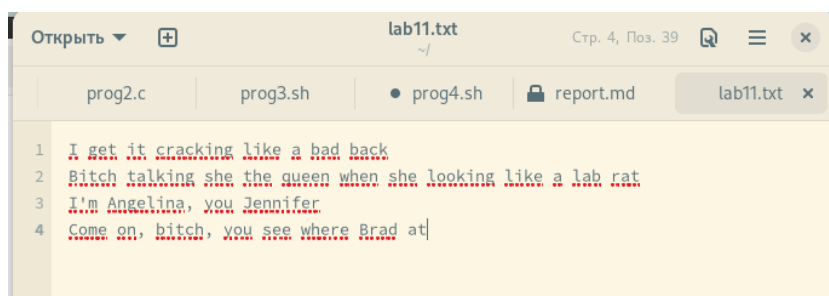 Открыть
lab11.txt
~/
Стр. 4, Поз. 39
prog2.c
prog3.sh
• prog4.sh
report.md
lab11.txt
1 I get it cracking like a bad back
2 Bitch talking she the queen when she looking like a lab rat
3 I'm Angelina, you Jennifer
4 Come on, bitch, you see where Brad at